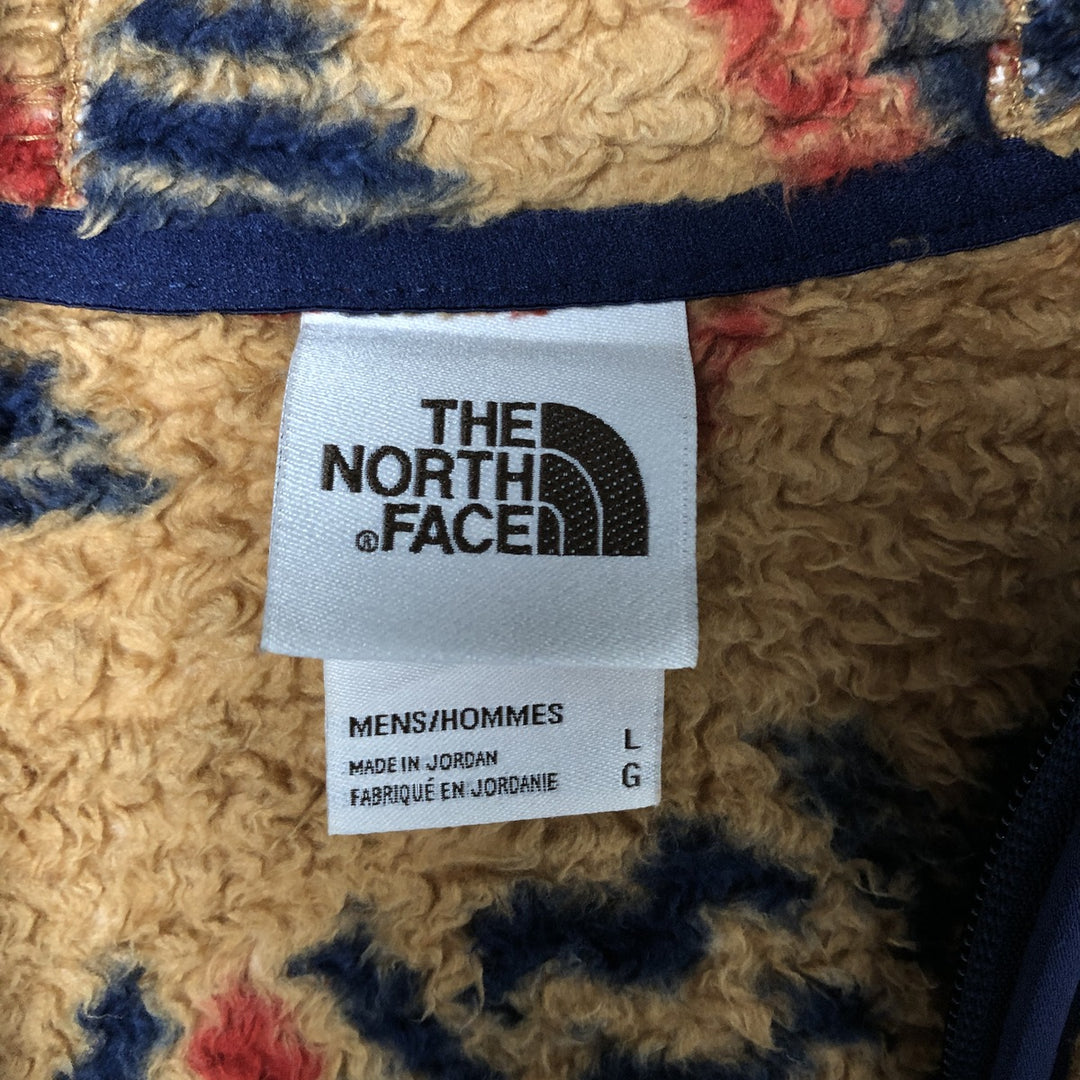 THE
NORTH
®FACE
MENS/HOMMES
MADE IN JORDAN
FABRIQUÉ EN JORDANIE
L
G